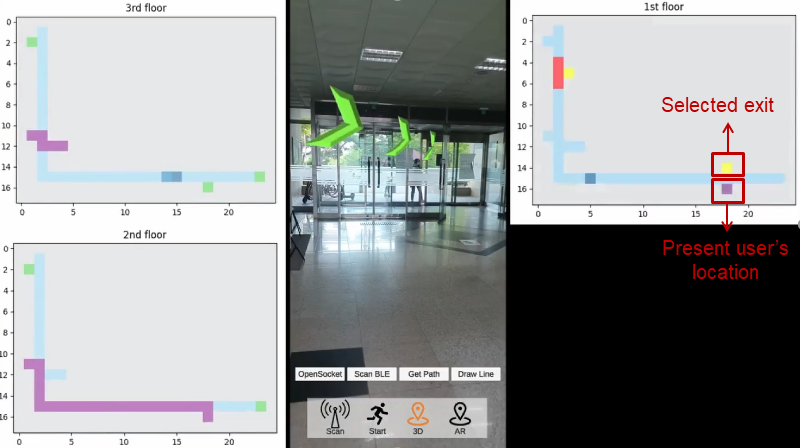 3rd floor
0
2
4
6
8
10
12
14
16
0 5 10 15 20
2nd floor
0
2
4
6
8
10
12
14
16
0 5 10 15 20
OpenSocket Scan BLE Get Path Draw Line
Scan Start 3D AR
1st floor
0
2
4
6
8
10
12
14
16
0 5 10 15 20
Selected exit
Present user's
location